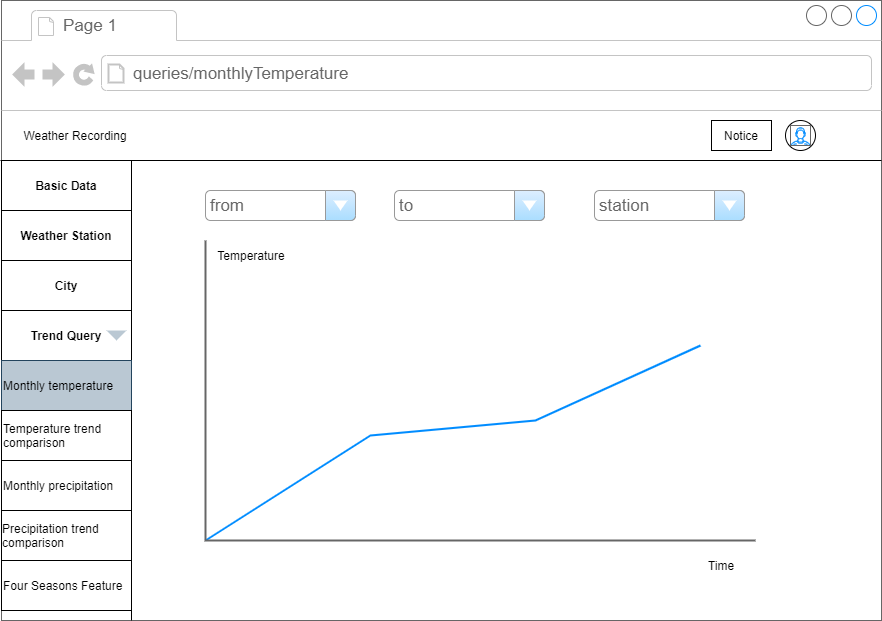 Page 1
queries/monthlyTemperature
Weather Recording
Notice
Basic Data
Weather Station
City
Trend Query
Monthly temperature
Temperature trend
comparison
Monthly precipitation
Precipitation trend
comparison
Four Seasons Feature
from
to
station
Temperature
Time